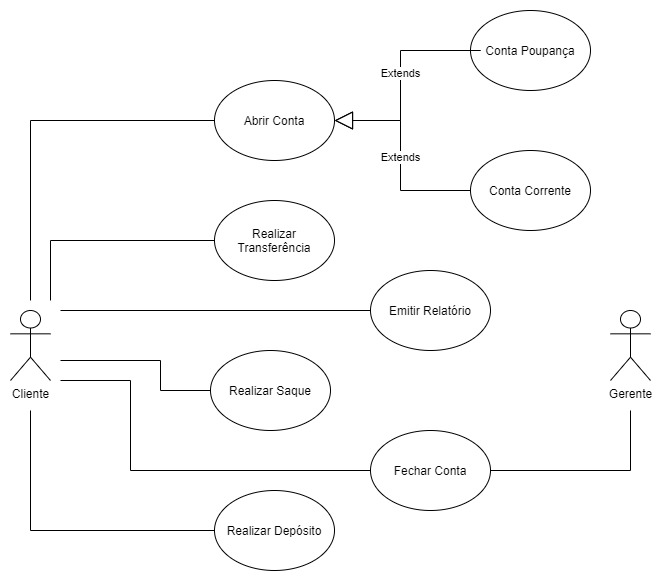 Conta Poupança
Extends
Abrir Conta
Extends
Conta Corrente
Realizar
Transferência
Emitir Relatório
Realizar Saque
Cliente
Gerente
Fechar Conta
Realizar Depósito